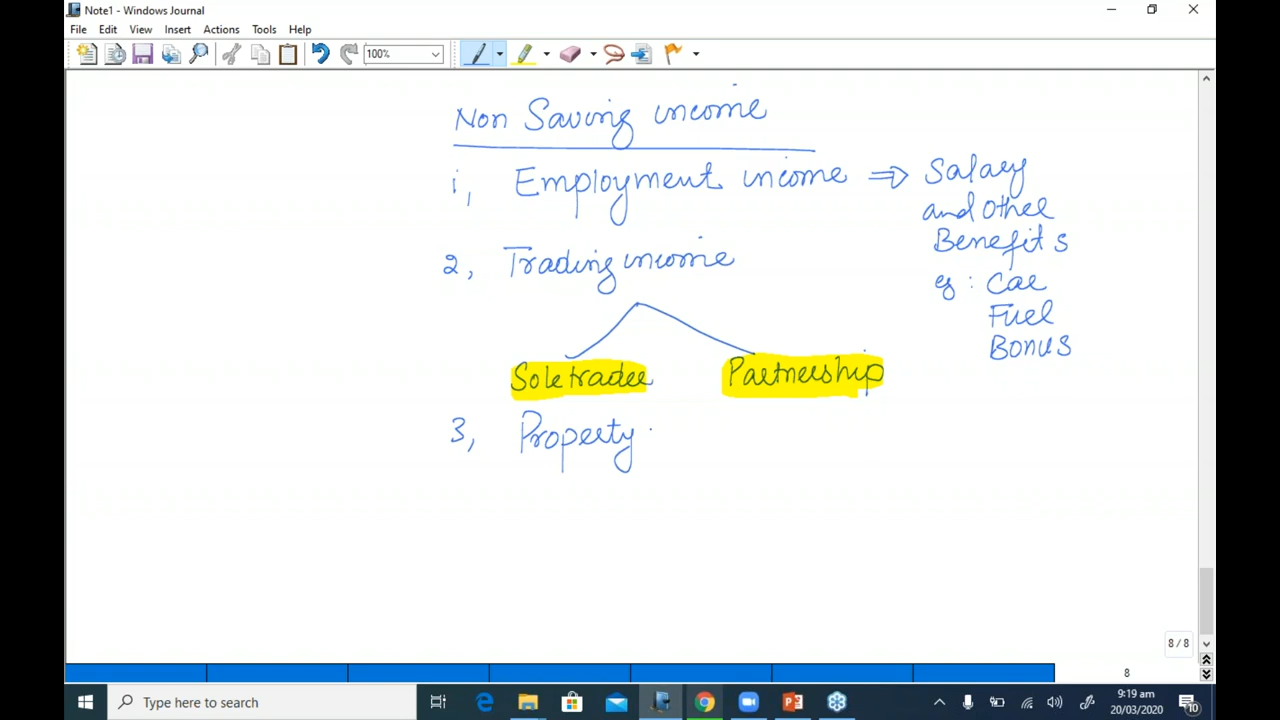 Note1 - Windows Journal
File Edit View Insert Actions Tools Help
100%
Non Saving income
i, Employment income ⇒ Salary
and other
Benefits
eg : Car
Fuel
Bonus
2, Trading income
Sole trader Partnership
3, Property
8 / 8
8
Type here to search
9:19 am
20/03/2020
10